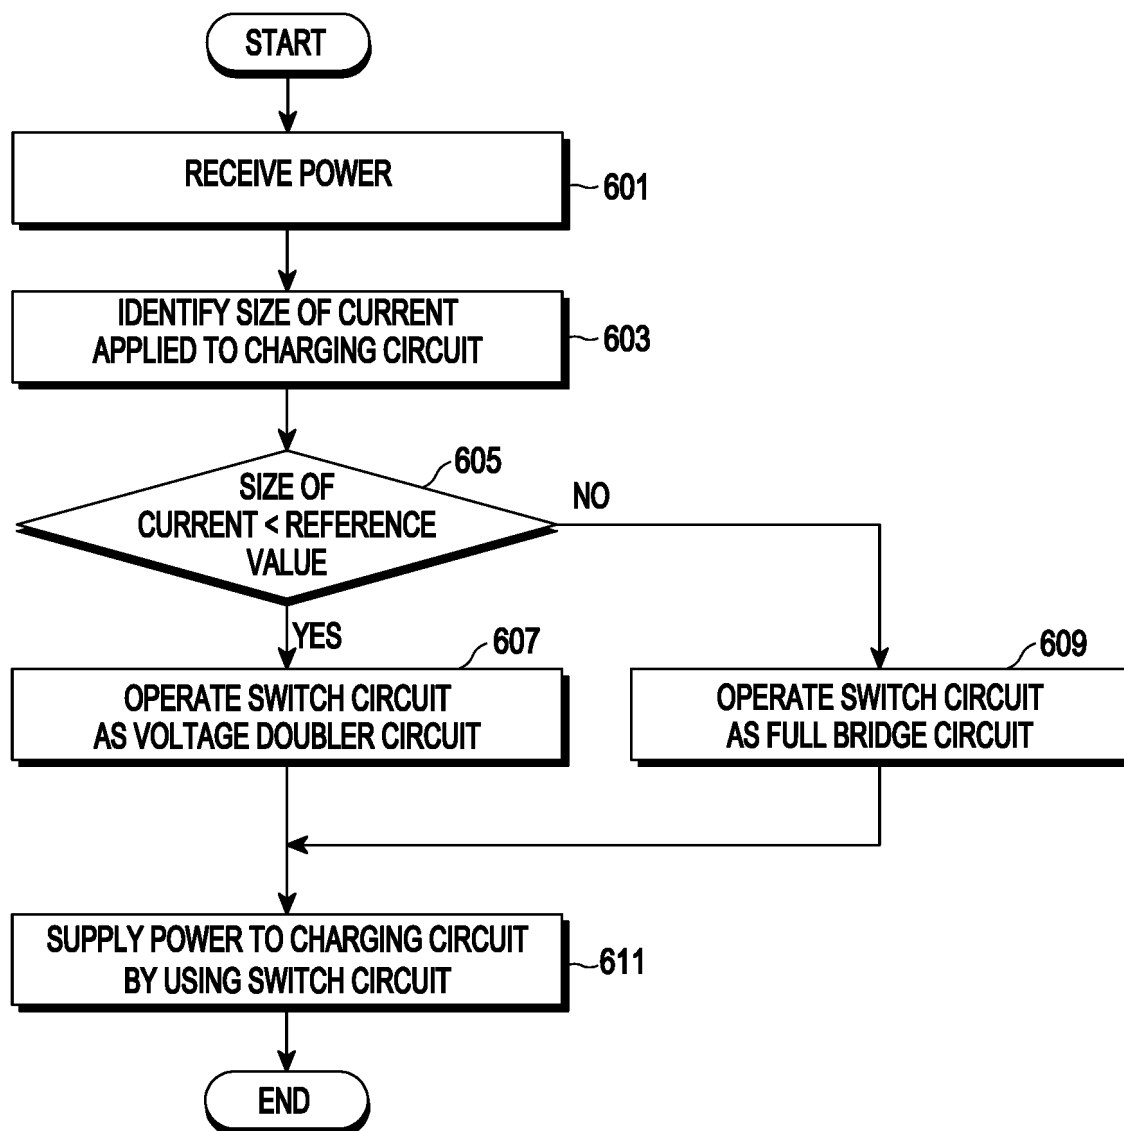 START
RECEIVE POWER
601
IDENTIFY SIZE OF CURRENT
APPLIED TO CHARGING CIRCUIT
603
605
SIZE OF
CURRENT < REFERENCE
VALUE
NO
YES
607
OPERATE SWITCH CIRCUIT
AS VOLTAGE DOUBLER CIRCUIT
609
OPERATE SWITCH CIRCUIT
AS FULL BRIDGE CIRCUIT
SUPPLY POWER TO CHARGING CIRCUIT
BY USING SWITCH CIRCUIT
611
END